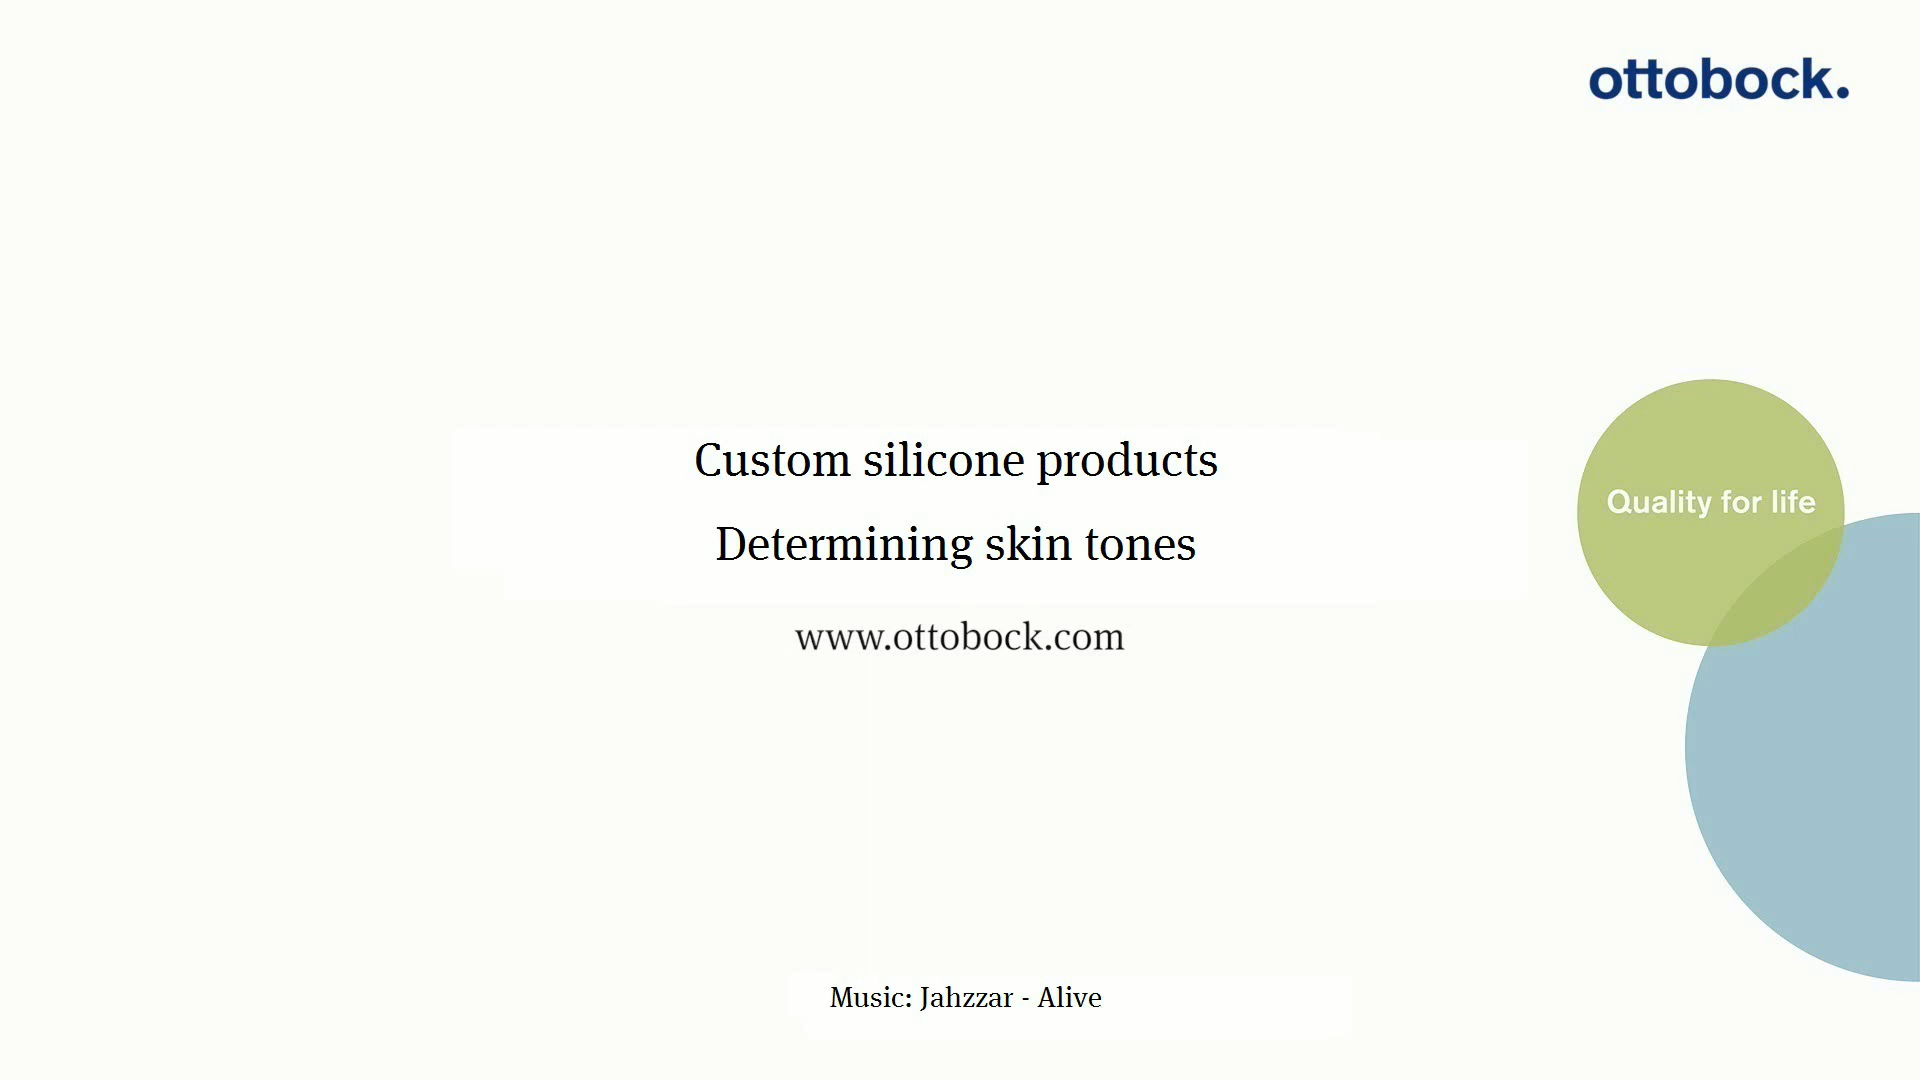 ottobock.
Custom silicone products
Quality for life
Determining skin tones
www.ottobock.com
Music: Jahzzar - Alive